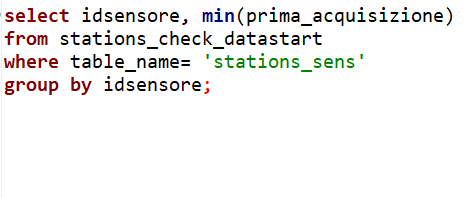 select idsensore, min(prima_acquisizione)
from stations_check_datastart
where table_name= 'stations_sens'
group by idsensore;